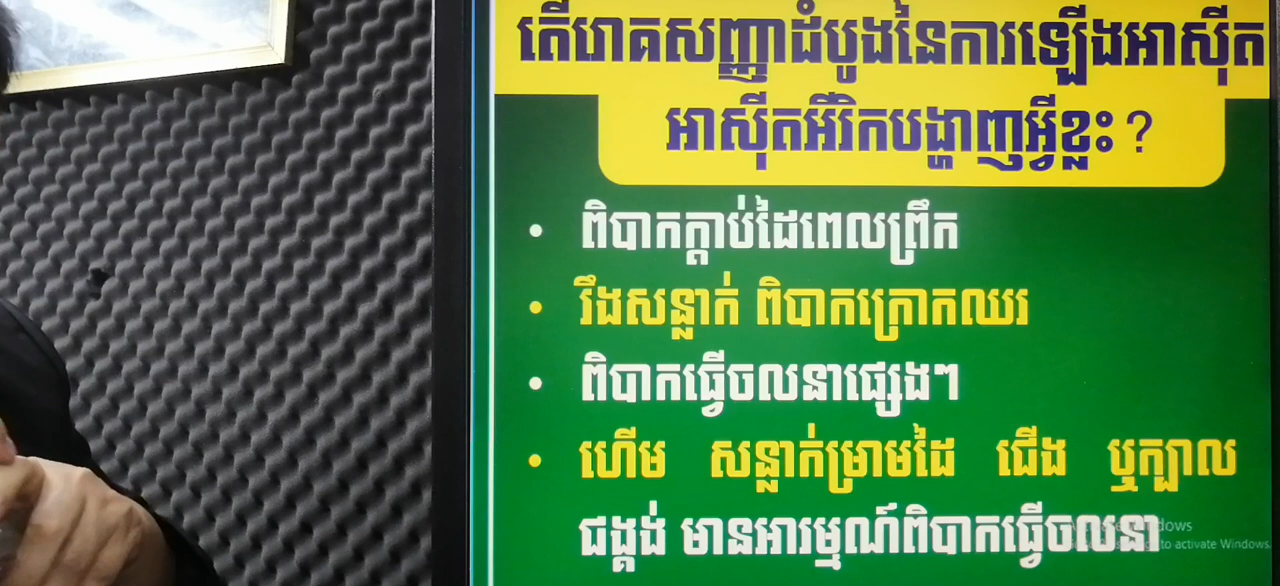 តើរោគសញ្ញាដំបូងនៃការឡើងអាស៊ីត
អាស៊ីតអ៊ីរិកបង្ហាញអ្វីខ្លះ ?
• ពិបាកក្តាប់ដៃពេលព្រឹក
• រឹងសន្លាក់ ពិបាកក្រោកឈរ
• ពិបាកធ្វើចលនាផ្សេងៗ
• ហើម សន្លាក់ម្រាមដៃ ជើង ឬក្បាល
ជង្គង់ មានអារម្មណ៍ពិបាកធ្វើចលនា
to activate Windows.